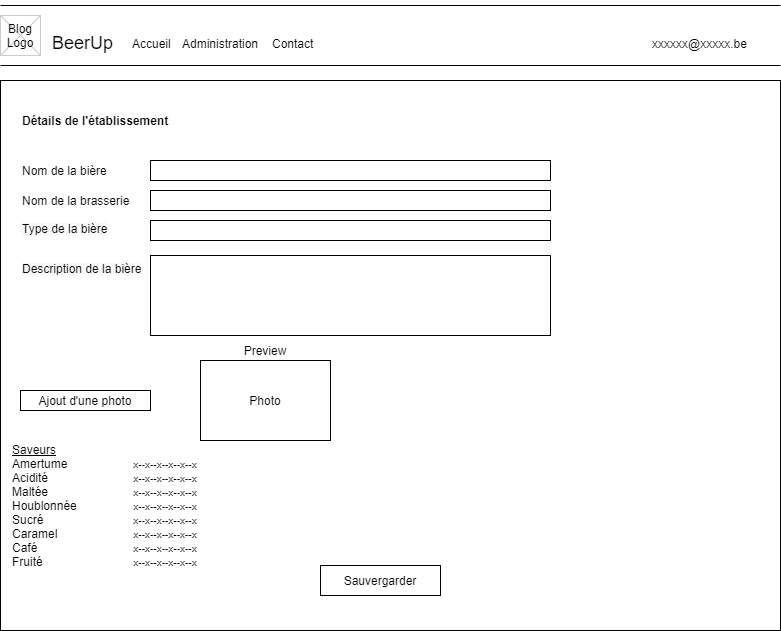 Blog
Logo
BeerUp Accueil Administration Contact xxxxxx@xxxxx.be
Détails de l'établissement
Nom de la bière
Nom de la brasserie
Type de la bière
Description de la bière
Preview
Ajout d'une photo Photo
Saveurs
Amertume x--x--x--x--x--x
Acidité x--x--x--x--x--x
Maltée x--x--x--x--x--x
Houblonnée x--x--x--x--x--x
Sucré x--x--x--x--x--x
Caramel x--x--x--x--x--x
Café x--x--x--x--x--x
Fruité x--x--x--x--x--x
Sauvergarder